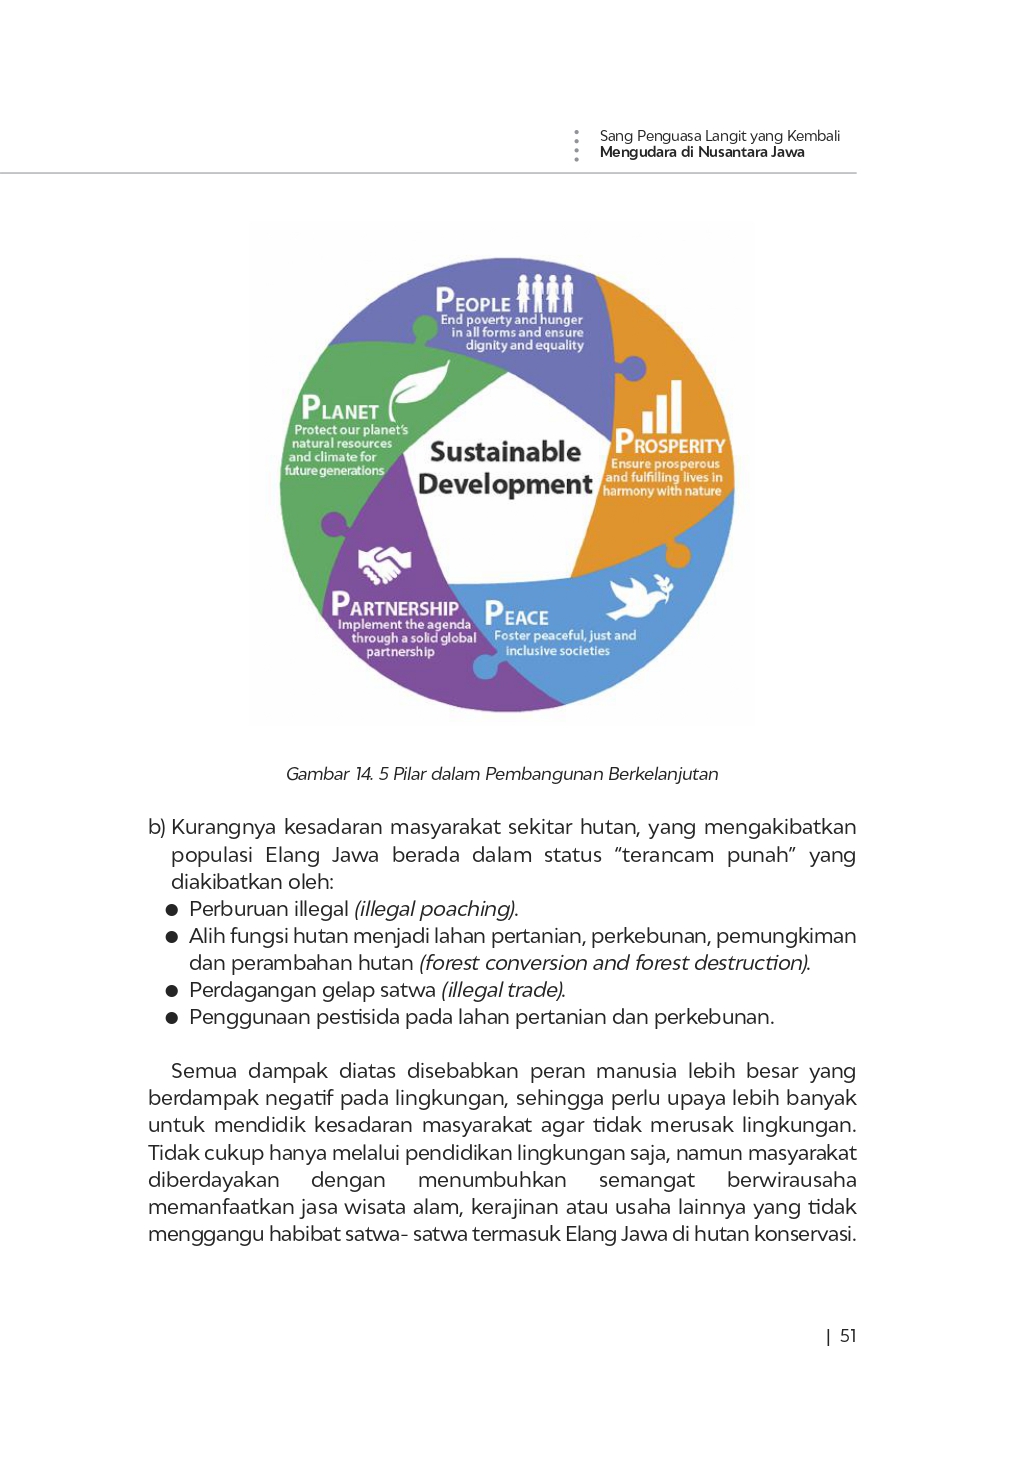 Sang Penguasa Langit yang Kembali
Mengudara di Nusantara Jawa
PEOPLE
End poverty and hunger
in all forms and ensure
dignity and equality
PLANET
Protect our planet's
natural resources
and climate for
future generations
PROSPERITY
Ensure prosperous
and fulfilling lives in
harmony with nature
Sustainable
Development
PARTNERSHIP
Implement the agenda
through a solid global
partnership
PEACE
Foster peaceful, just and
inclusive societies
Gambar 14. 5 Pilar dalam Pembangunan Berkelanjutan
b) Kurangnya kesadaran masyarakat sekitar hutan, yang mengakibatkan
populasi Elang Jawa berada dalam status “terancam punah” yang
diakibatkan oleh:
● Perburuan illegal (illegal poaching).
● Alih fungsi hutan menjadi lahan pertanian, perkebunan, pemungkiman
dan perambahan hutan (forest conversion and forest destruction).
● Perdagangan gelap satwa (illegal trade).
● Penggunaan pestisida pada lahan pertanian dan perkebunan.
Semua dampak diatas disebabkan peran manusia lebih besar yang
berdampak negatif pada lingkungan, sehingga perlu upaya lebih banyak
untuk mendidik kesadaran masyarakat agar tidak merusak lingkungan.
Tidak cukup hanya melalui pendidikan lingkungan saja, namun masyarakat
diberdayakan dengan menumbuhkan semangat berwirausaha
memanfaatkan jasa wisata alam, kerajinan atau usaha lainnya yang tidak
menggangu habibat satwa- satwa termasuk Elang Jawa di hutan konservasi.
| 51